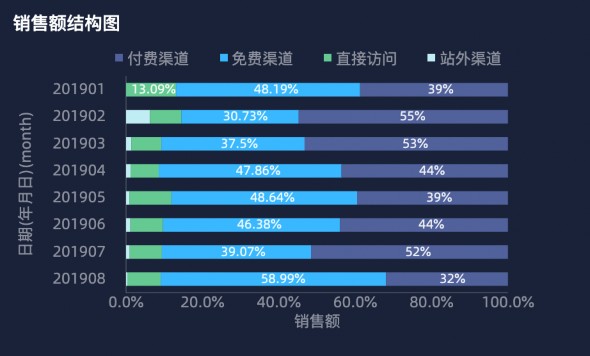 销售额结构图
付费渠道 免费渠道 直接访问 站外渠道
201901 13.09% 48.19% 39%
201902 30.73% 55%
201903 37.5% 53%
201904 47.86% 44%
201905 48.64% 39%
201906 46.38% 44%
201907 39.07% 52%
201908 58.99% 32%
日期(年月日)(month)
0.0% 20.0% 40.0% 60.0% 80.0% 100.0%
销售额